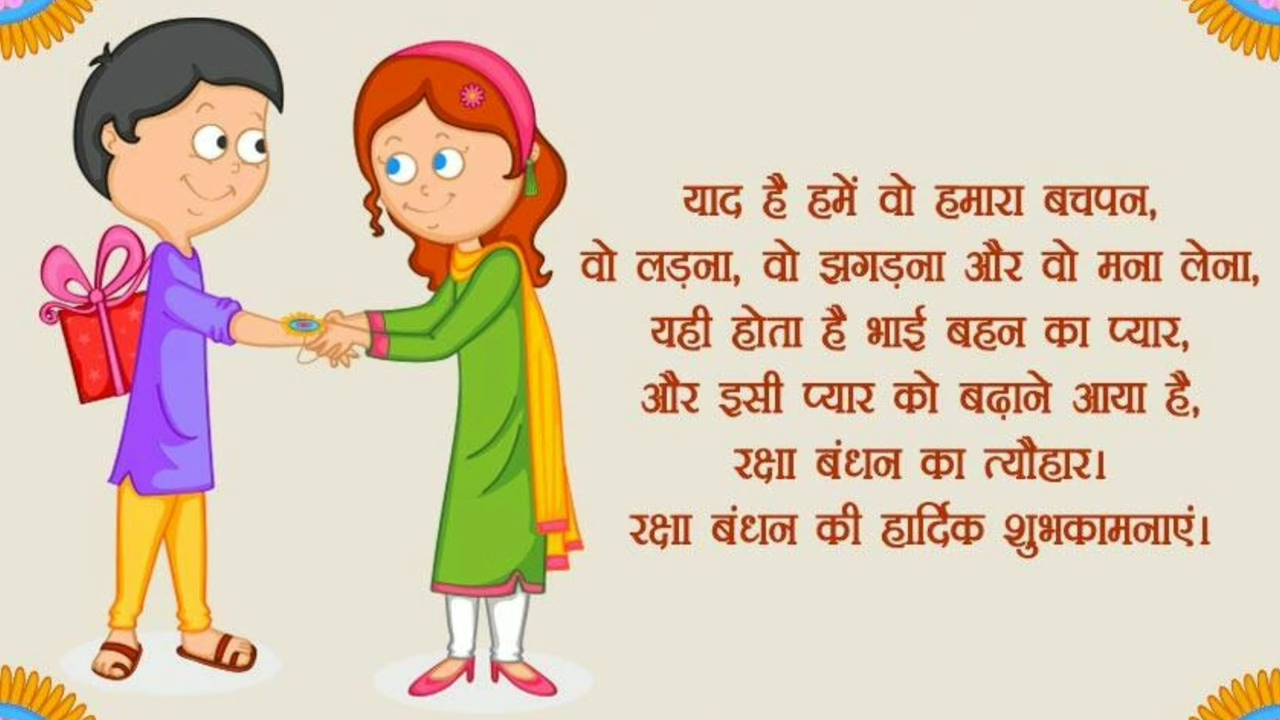 याद है हमें वो हमारा बचपन,
वो लड़ना, वो झगड़ना और वो मना लेना,
यही होता है भाई बहन का प्यार,
और इसी प्यार को बढ़ाने आया है,
रक्षा बंधन का त्यौहार।
रक्षा बंधन की हार्दिक शुभकामनाएं।